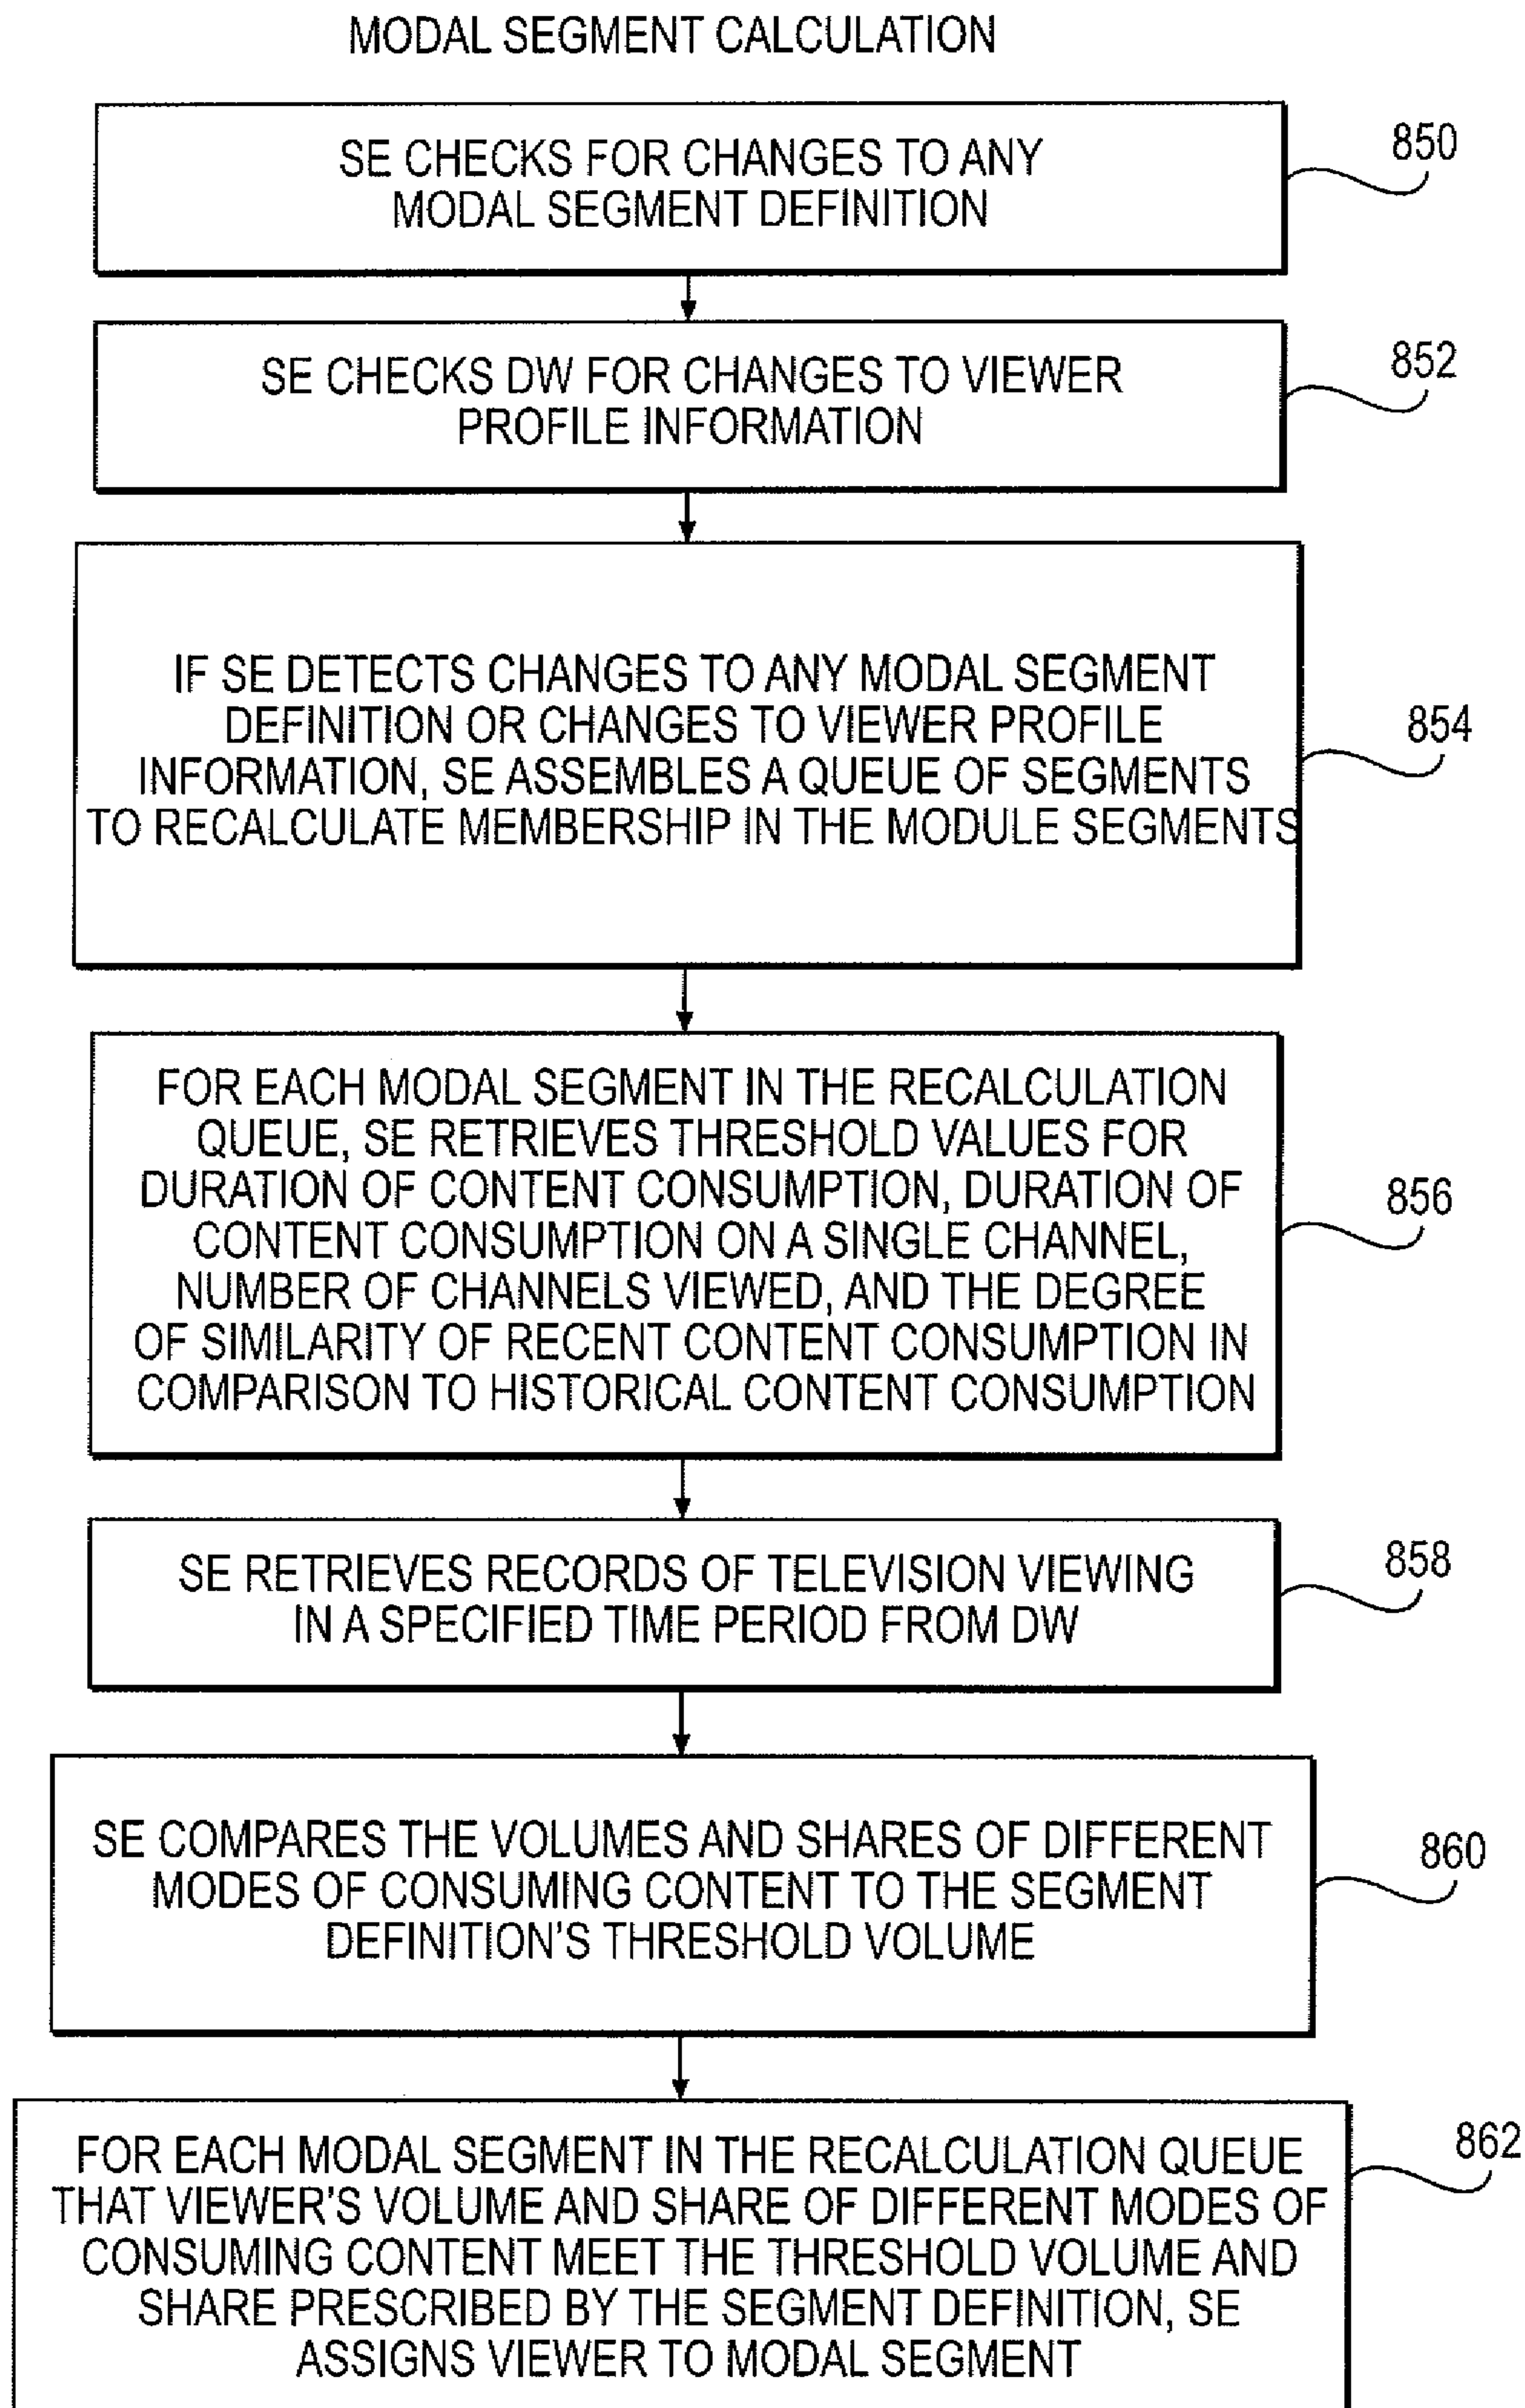 MODAL SEGMENT CALCULATION
SE CHECKS FOR CHANGES TO ANY
MODAL SEGMENT DEFINITION
850
SE CHECKS DW FOR CHANGES TO VIEWER
PROFILE INFORMATION
852
IF SE DETECTS CHANGES TO ANY MODAL SEGMENT
DEFINITION OR CHANGES TO VIEWER PROFILE
INFORMATION, SE ASSEMBLES A QUEUE OF SEGMENTS
TO RECALCULATE MEMBERSHIP IN THE MODULE SEGMENTS
854
FOR EACH MODAL SEGMENT IN THE RECALCULATION
QUEUE, SE RETRIEVES THRESHOLD VALUES FOR
DURATION OF CONTENT CONSUMPTION, DURATION OF
CONTENT CONSUMPTION ON A SINGLE CHANNEL,
NUMBER OF CHANNELS VIEWED, AND THE DEGREE
OF SIMILARITY OF RECENT CONTENT CONSUMPTION IN
COMPARISON TO HISTORICAL CONTENT CONSUMPTION
856
SE RETRIEVES RECORDS OF TELEVISION VIEWING
IN A SPECIFIED TIME PERIOD FROM DW
858
SE COMPARES THE VOLUMES AND SHARES OF DIFFERENT
MODES OF CONSUMING CONTENT TO THE SEGMENT
DEFINITION'S THRESHOLD VOLUME
860
FOR EACH MODAL SEGMENT IN THE RECALCULATION QUEUE
THAT VIEWER'S VOLUME AND SHARE OF DIFFERENT MODES OF
CONSUMING CONTENT MEET THE THRESHOLD VOLUME AND
SHARE PRESCRIBED BY THE SEGMENT DEFINITION, SE
ASSIGNS VIEWER TO MODAL SEGMENT
862